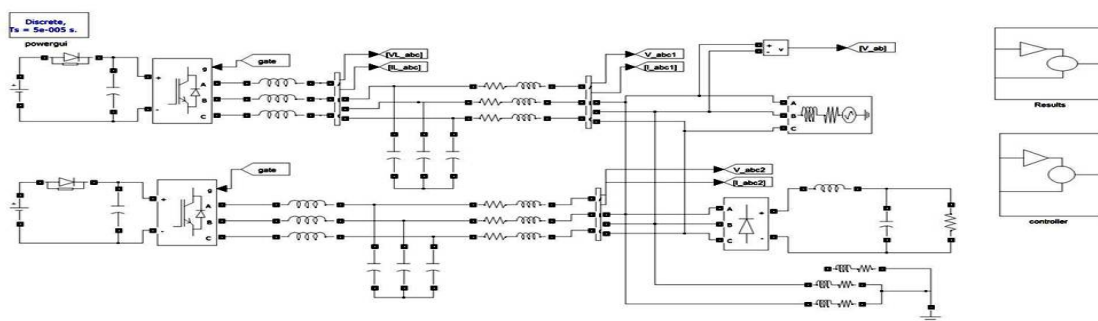 Discrete,
Ts = 5e-005 s.
powergui
gate
[VL_abc]
[IL_abc]
V_abc1
[I_abc1]
+
-
v
[V_ab]
+
-
g
A
B
C
A
B
C
Results
gate
V_abc2
[I_abc2]
+
-
g
A
B
C
A
B
C
+
-
controller